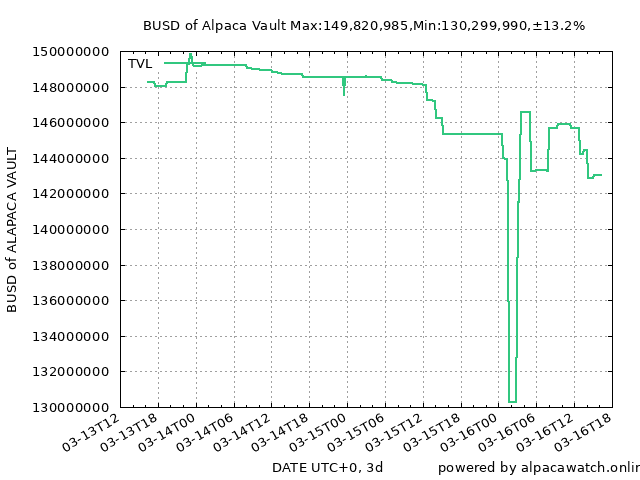 BUSD of Alpaca Vault Max:149,820,985,Min:130,299,990,±13.2%
TVL
BUSD of ALAPACA VAULT
150000000
148000000
146000000
144000000
142000000
140000000
138000000
136000000
134000000
132000000
130000000
03-13T12
03-13T18
03-14T00
03-14T06
03-14T12
03-14T18
03-15T00
03-15T06
03-15T12
03-15T18
03-16T00
03-16T06
03-16T12
03-16T18
DATE UTC+0, 3d
powered by alpacawatch.onlin